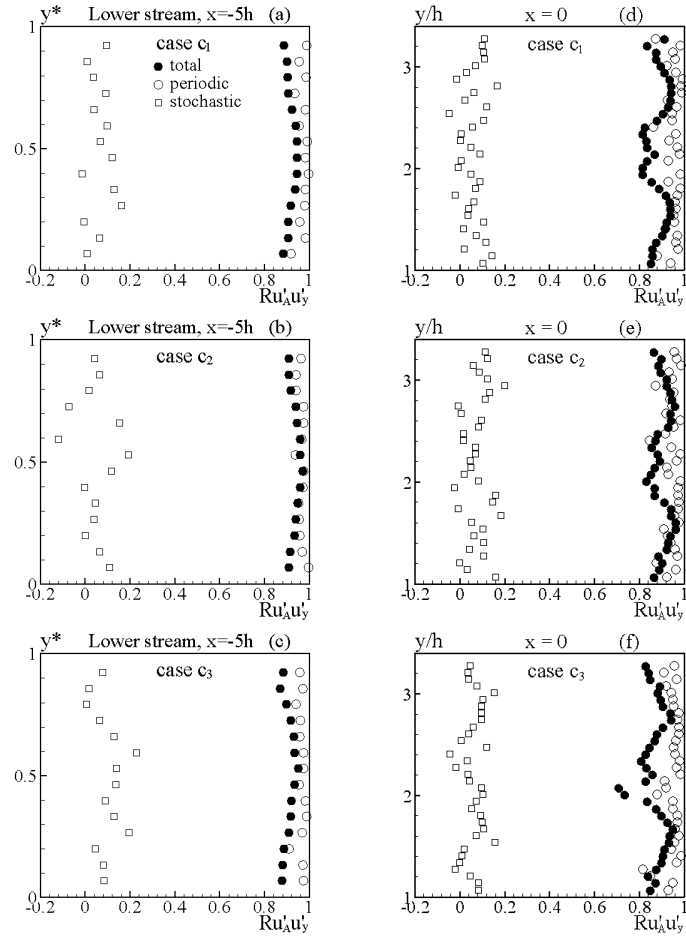 y* Lower stream, x=-5h (a)
case c1
total
periodic
stochastic
1
0.5
0
-0.2 0 0.2 0.4 0.6 0.8 1
Ru'Au'y
y/h x = 0 (d)
case c1
3
2
1
-0.2 0 0.2 0.4 0.6 0.8 1
Ru'Au'y
y* Lower stream, x=-5h (b)
case c2
1
0.5
0
-0.2 0 0.2 0.4 0.6 0.8 1
Ru'Au'y
y/h x = 0 (e)
case c2
3
2
1
-0.2 0 0.2 0.4 0.6 0.8 1
Ru'Au'y
y* Lower stream, x=-5h (c)
case c3
1
0.5
0
-0.2 0 0.2 0.4 0.6 0.8 1
Ru'Au'y
y/h x = 0 (f)
case c3
3
2
1
-0.2 0 0.2 0.4 0.6 0.8 1
Ru'Au'y